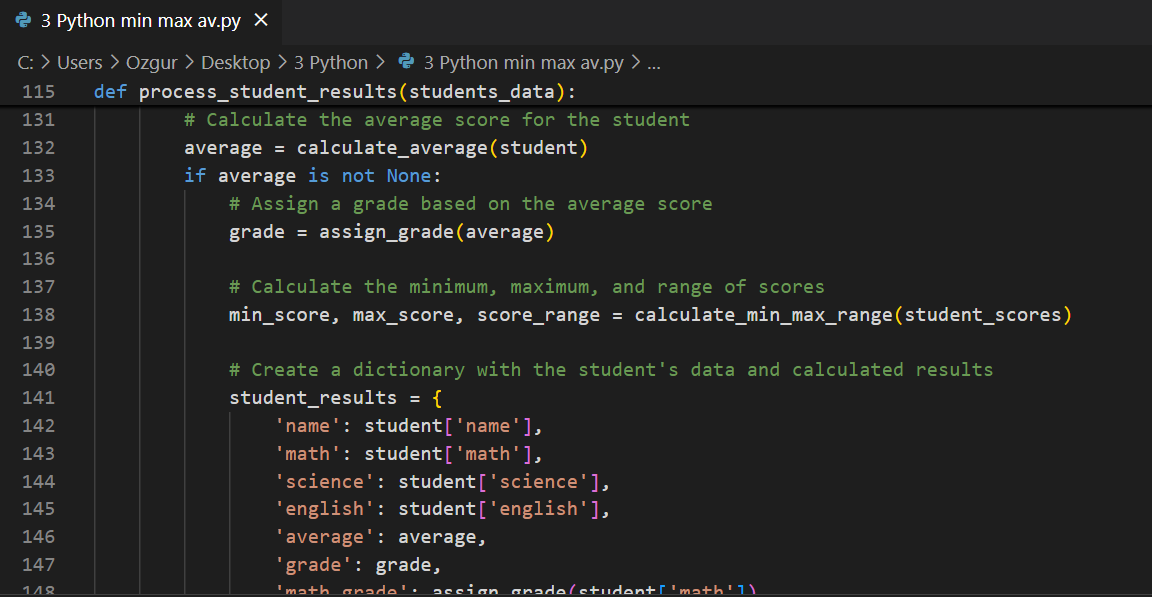 3 Python min max av.py ×
C: > Users > Ozgur > Desktop > 3 Python > 3 Python min max av.py > ...
115 def process_student_results(students_data):
131 # Calculate the average score for the student
132 average = calculate_average(student)
133 if average is not None:
134 # Assign a grade based on the average score
135 grade = assign_grade(average)
136
137 # Calculate the minimum, maximum, and range of scores
138 min_score, max_score, score_range = calculate_min_max_range(student_scores)
139
140 # Create a dictionary with the student's data and calculated results
141 student_results = {
142 'name': student['name'],
143 'math': student['math'],
144 'science': student['science'],
145 'english': student['english'],
146 'average': average,
147 'grade': grade,
148 'math_grade': assign_grade(student['math'])